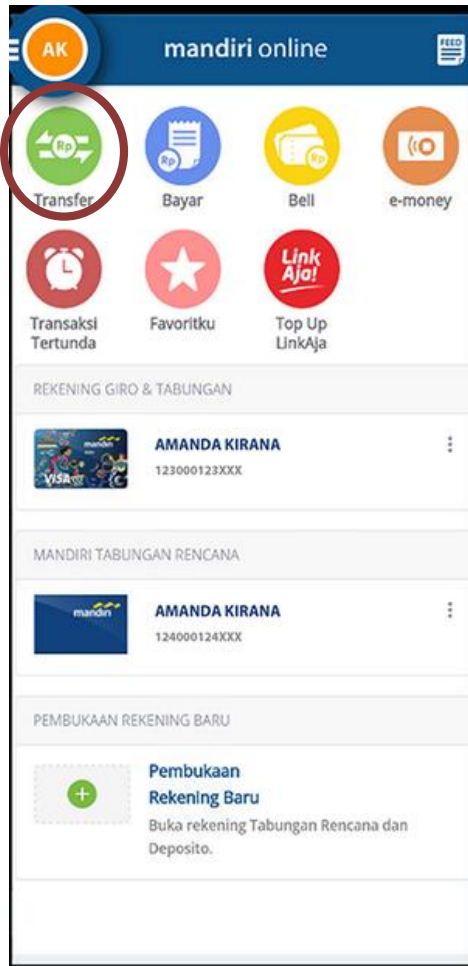 AK
mandiri online
FEED
Rp
Transfer
Rp
Bayar
Rp
Beli
e-money
Link
Aja!
Transaksi
Tertunda
Favoritku
Top Up
LinkAja
REKENING GIRO & TABUNGAN
mandiri
VISA
AMANDA KIRANA
123000123XXX
MANDIRI TABUNGAN RENCANA
mandiri
AMANDA KIRANA
124000124XXX
PEMBUKAAN REKENING BARU
Pembukaan
Rekening Baru
Buka rekening Tabungan Rencana dan
Deposito.